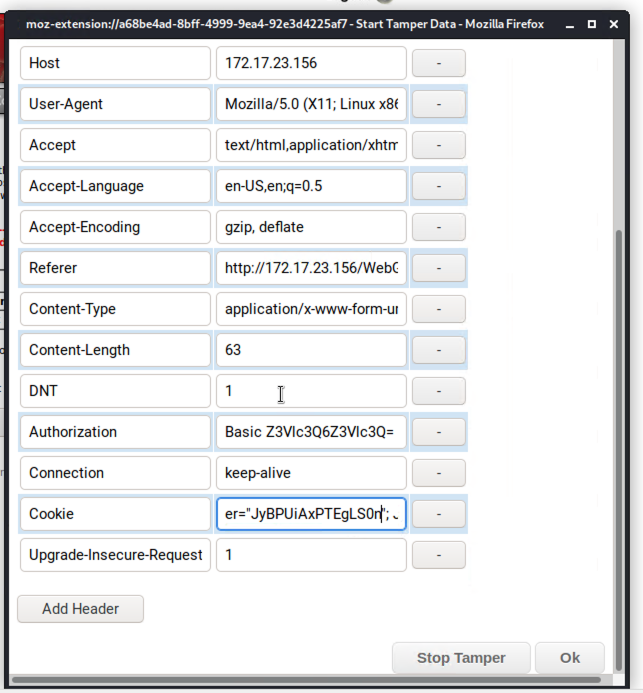 moz-extension://a68be4ad-8bff-4999-9ea4-92e3d4225af7 - Start Tamper Data - Mozilla Firefox
Host 172.17.23.156 -
User-Agent Mozilla/5.0 (X11; Linux x86 -
Accept text/html,application/xhtm -
Accept-Language en-US,en;q=0.5 -
Accept-Encoding gzip, deflate -
Referer http://172.17.23.156/WebG -
Content-Type application/x-www-form-ur -
Content-Length 63 -
DNT 1 -
Authorization Basic Z3Vlc3Q6Z3Vlc3Q= -
Connection keep-alive -
Cookie er="JyBPUiAxPTEgLS0n"; -
Upgrade-Insecure-Request 1 -
Add Header
Stop Tamper Ok